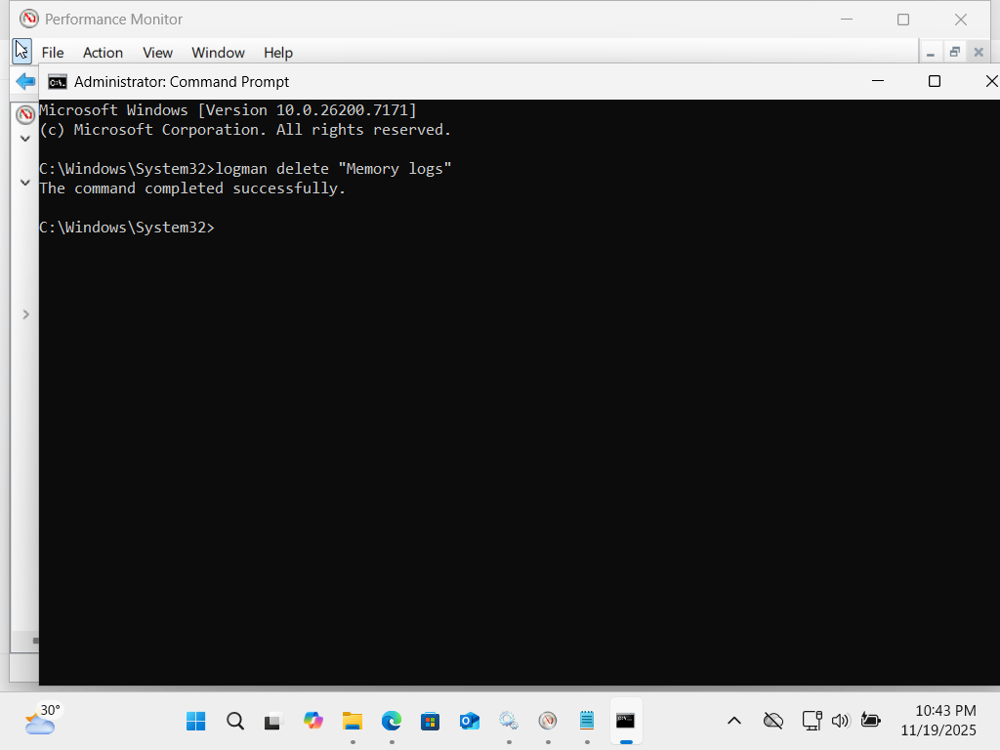 Performance Monitor
File Action View Window Help
Administrator: Command Prompt
Microsoft Windows [Version 10.0.26200.7171]
(c) Microsoft Corporation. All rights reserved.
C:\Windows\System32>logman delete "Memory logs"
The command completed successfully.
C:\Windows\System32>
30°
10:43 PM
11/19/2025